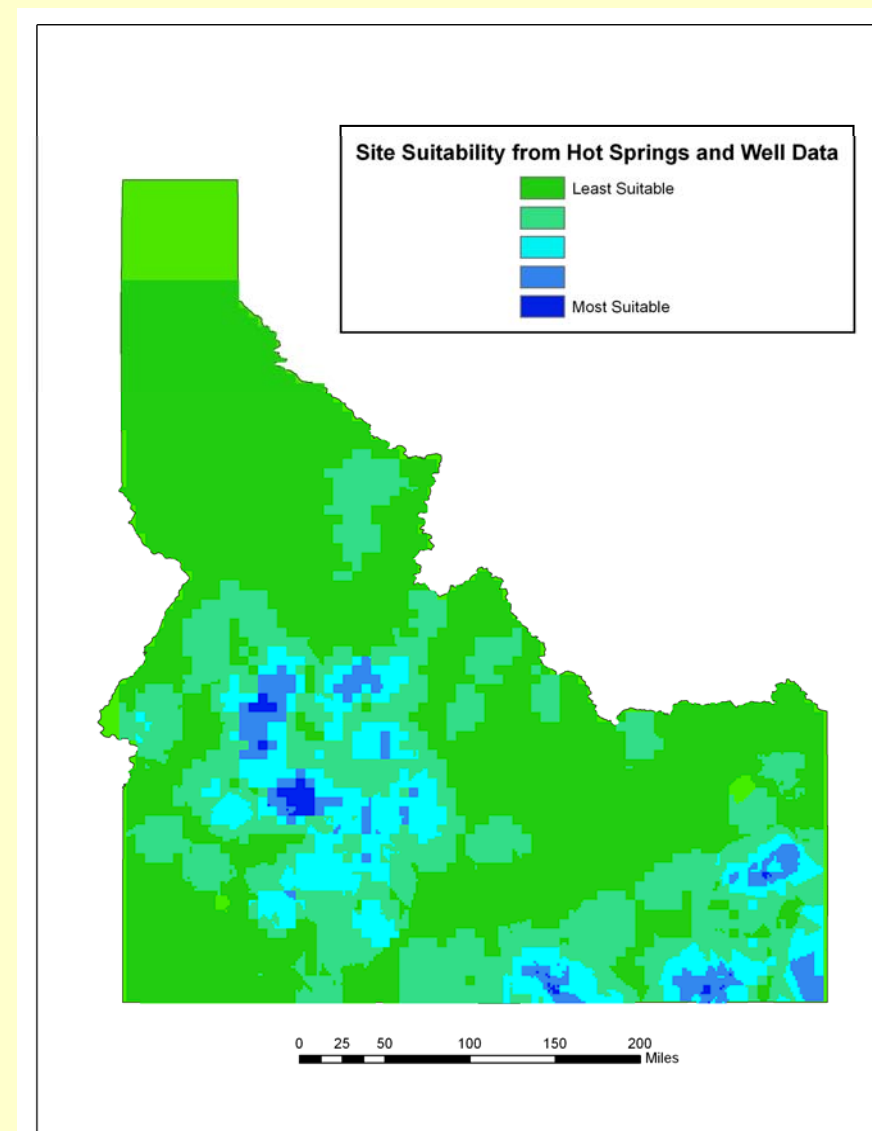 Site Suitability from Hot Springs and Well Data
Least Suitable
Most Suitable
0 25 50 100 150 200
Miles